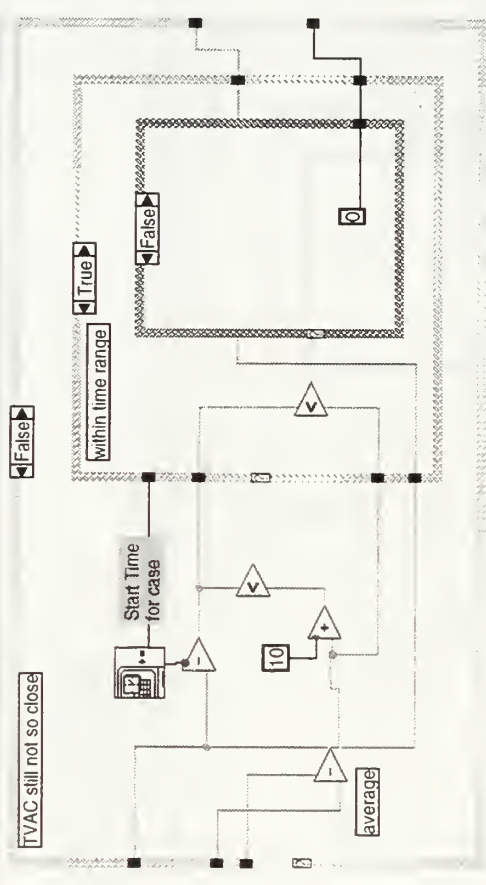 TVAC still not so close
False
True
within time range
False
Start Time
for case
10
0
average